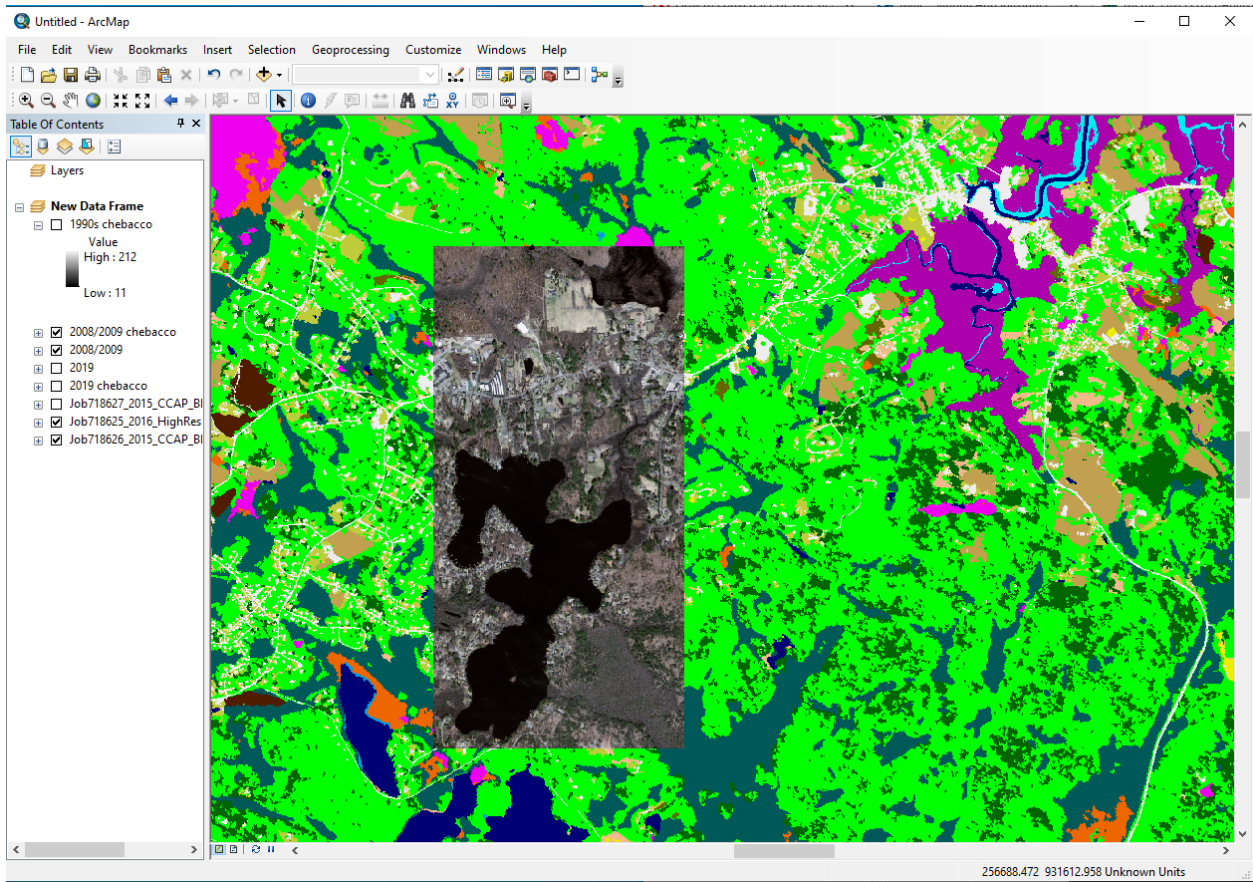 Untitled - ArcMap
File Edit View Bookmarks Insert Selection Geoprocessing Customize Windows Help
Table Of Contents
Layers
New Data Frame
1990s chebacco
Value
High : 212
Low : 11
2008/2009 chebacco
2008/2009
2019
2019 chebacco
Job718627_2015_CCAP_Bl
Job718625_2016_HighRes
Job718626_2015_CCAP_Bl
256688.472 931612.958 Unknown Units